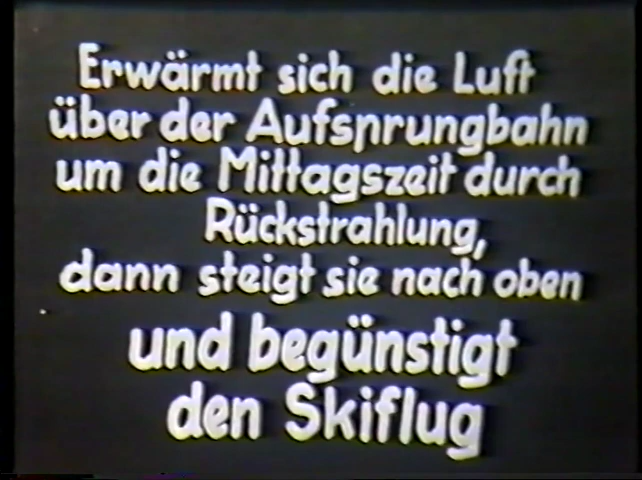 Erwärmt sich die Luft
über der Aufsprungbahn
um die Mittagszeit durch
Rückstrahlung,
dann steigt sie nach oben
und begünstigt
den Skiflug